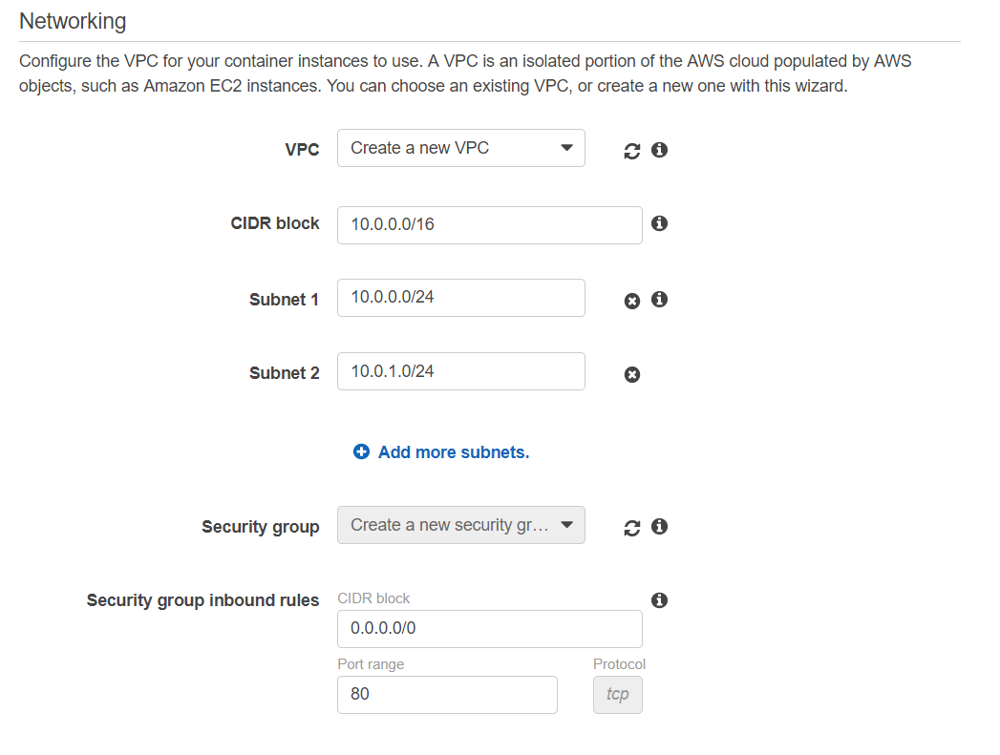 Networking
Configure the VPC for your container instances to use. A VPC is an isolated portion of the AWS cloud populated by AWS
objects, such as Amazon EC2 instances. You can choose an existing VPC, or create a new one with this wizard.
VPC Create a new VPC
CIDR block 10.0.0.0/16
Subnet 1 10.0.0.0/24
Subnet 2 10.0.1.0/24
Add more subnets.
Security group Create a new security gr...
Security group inbound rules CIDR block
0.0.0.0/0
Port range Protocol
80 tcp